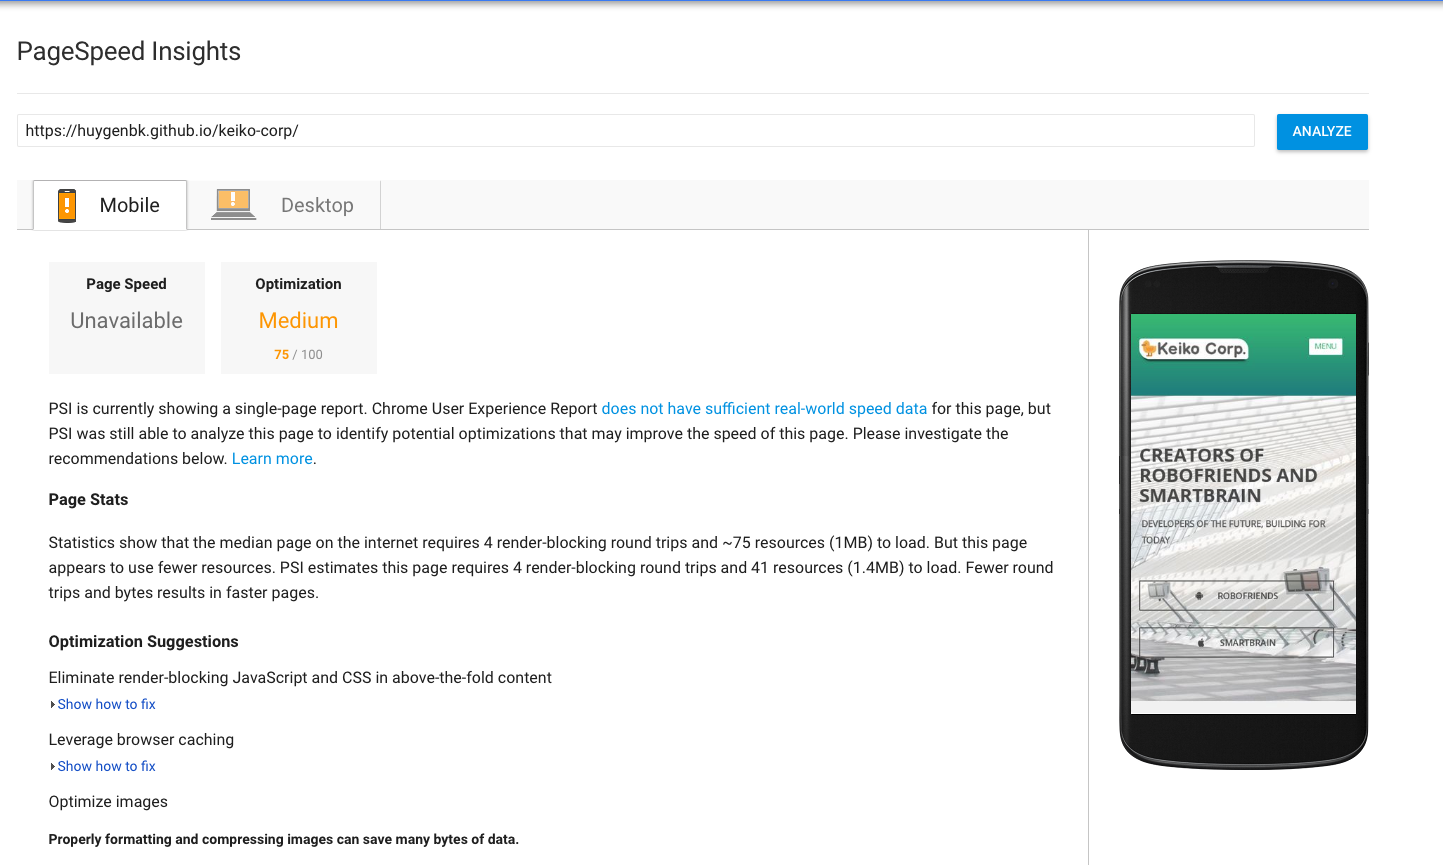 PageSpeed Insights
https://huygenbk.github.io/keiko-corp/
ANALYZE
Mobile
Desktop
Page Speed
Unavailable
Optimization
Medium
75 / 100
PSI is currently showing a single-page report. Chrome User Experience Report does not have sufficient real-world speed data for this page, but
PSI was still able to analyze this page to identify potential optimizations that may improve the speed of this page. Please investigate the
recommendations below. Learn more.
Page Stats
Statistics show that the median page on the internet requires 4 render-blocking round trips and ~75 resources (1MB) to load. But this page
appears to use fewer resources. PSI estimates this page requires 4 render-blocking round trips and 41 resources (1.4MB) to load. Fewer round
trips and bytes results in faster pages.
Optimization Suggestions
Eliminate render-blocking JavaScript and CSS in above-the-fold content
Show how to fix
Leverage browser caching
Show how to fix
Optimize images
Properly formatting and compressing images can save many bytes of data.
Keiko Corp.
MENU
CREATORS OF
ROBOFRIENDS AND
SMARTBRAIN
DEVELOPERS OF THE FUTURE, BUILDING FOR
TODAY
ROBOFRIENDS
SMARTBRAIN